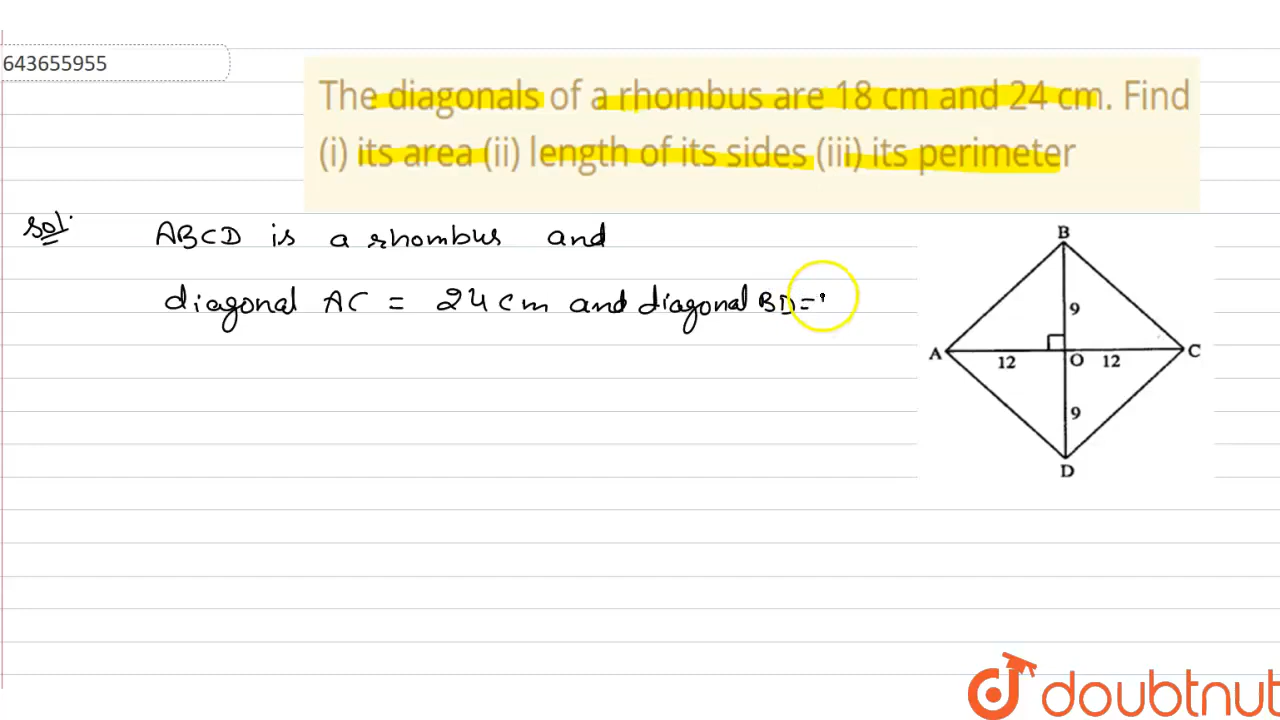 643655955
The diagonals of a rhombus are 18 cm and 24 cm. Find
(i) its area (ii) length of its sides (iii) its perimeter
Sol.
ABCD is a rhombus and
diagonal AC = 24 cm and diagonal BD =
B
9
A
12
O
12
C
9
D
doubtnut